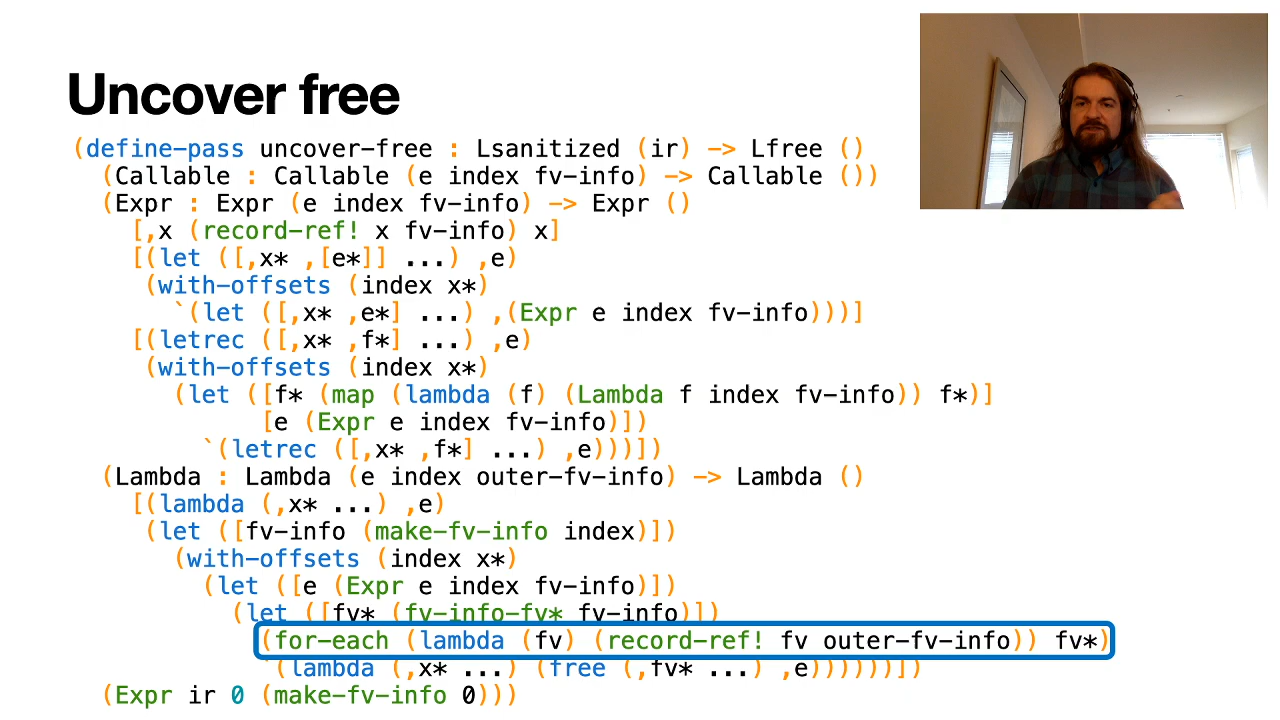 Uncover free
(define-pass uncover-free : Lsanitized (ir) -> Lfree ()
(Callable : Callable (e index fv-info) -> Callable ())
(Expr : Expr (e index fv-info) -> Expr ()
[,x (record-ref! x fv-info) x]
[(let ([,x* ,[e*]] ...) ,e)
(with-offsets (index x*)
`(let ([,x* ,e*] ...) ,(Expr e index fv-info)))]
[(letrec ([,x* ,f*] ...) ,e)
(with-offsets (index x*)
(let ([f* (map (lambda (f) (Lambda f index fv-info)) f*)]
[e (Expr e index fv-info)])
`(letrec ([,x* ,f*] ...) ,e)))])
(Lambda : Lambda (e index outer-fv-info) -> Lambda ()
[(lambda (,x* ...) ,e)
(let ([fv-info (make-fv-info index)])
(with-offsets (index x*)
(let ([e (Expr e index fv-info)])
(let ([fv* (fv-info-fv* fv-info)])
(for-each (lambda (fv) (record-ref! fv outer-fv-info)) fv*)
`(lambda (,x* ...) (free (,fv* ...) ,e))))))])
(Expr ir 0 (make-fv-info 0)))